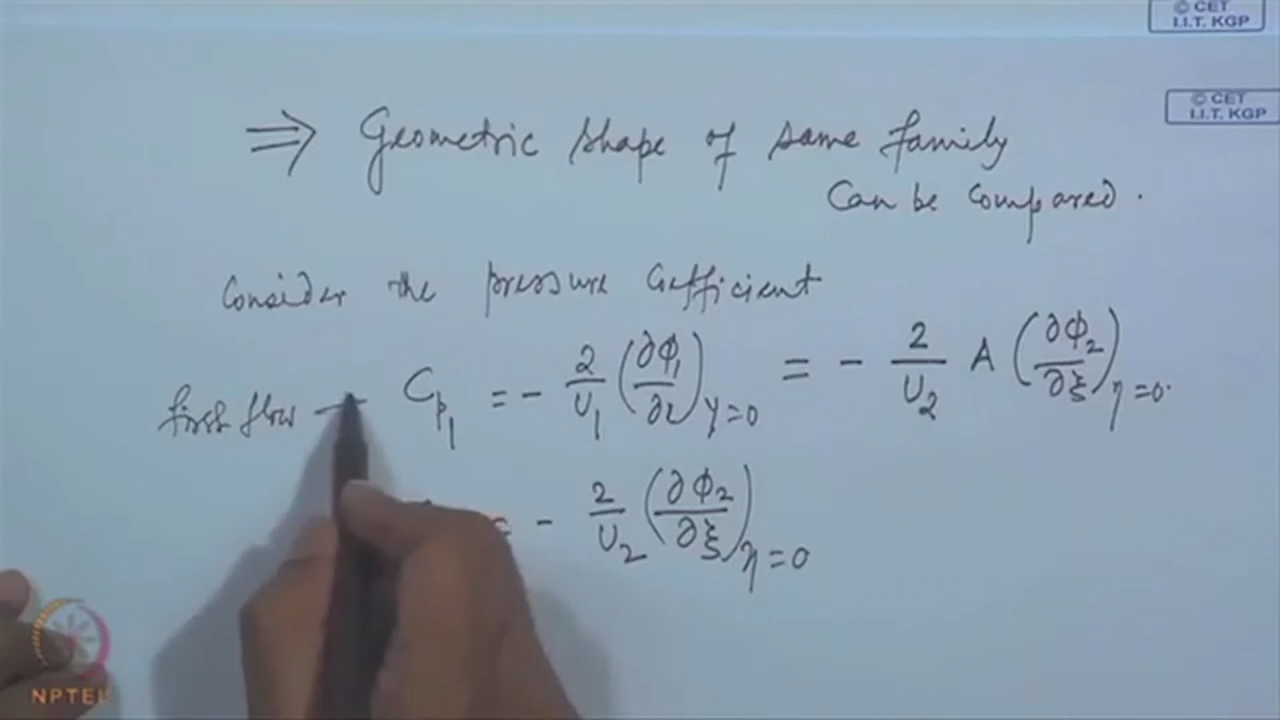 © CET
I.I.T. KGP
© CET
I.I.T. KGP
⇒ Geometric shape of same family
Can be compared.
Consider the pressure Coefficient
first flow → C_{p_1} = - \frac{2}{U_1} \left(\frac{∂ϕ_1}{∂x}\right)_{y=0} = - \frac{2}{U_2} A \left(\frac{∂ϕ_2}{∂ξ}\right)_{η=0}.
= - \frac{2}{U_2} \left(\frac{∂ϕ_2}{∂ξ}\right)_{η=0}
NPTEL